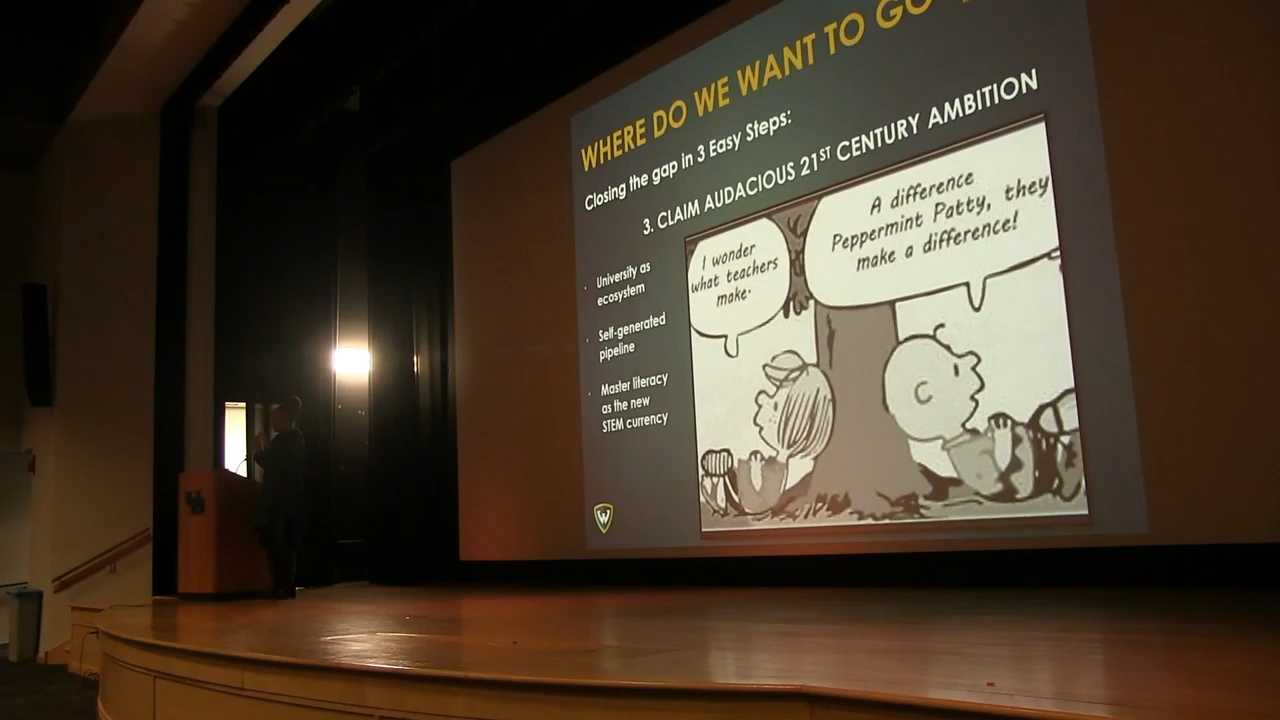 WHERE DO WE WANT TO GO
Closing the gap in 3 Easy Steps:
3. CLAIM AUDACIOUS 21ST CENTURY AMBITION
· University as
ecosystem
· Self-generated
pipeline
· Master literacy
as the new
STEM currency
I wonder
what teachers
make.
A difference
Peppermint Patty, they
make a difference!
W
UD